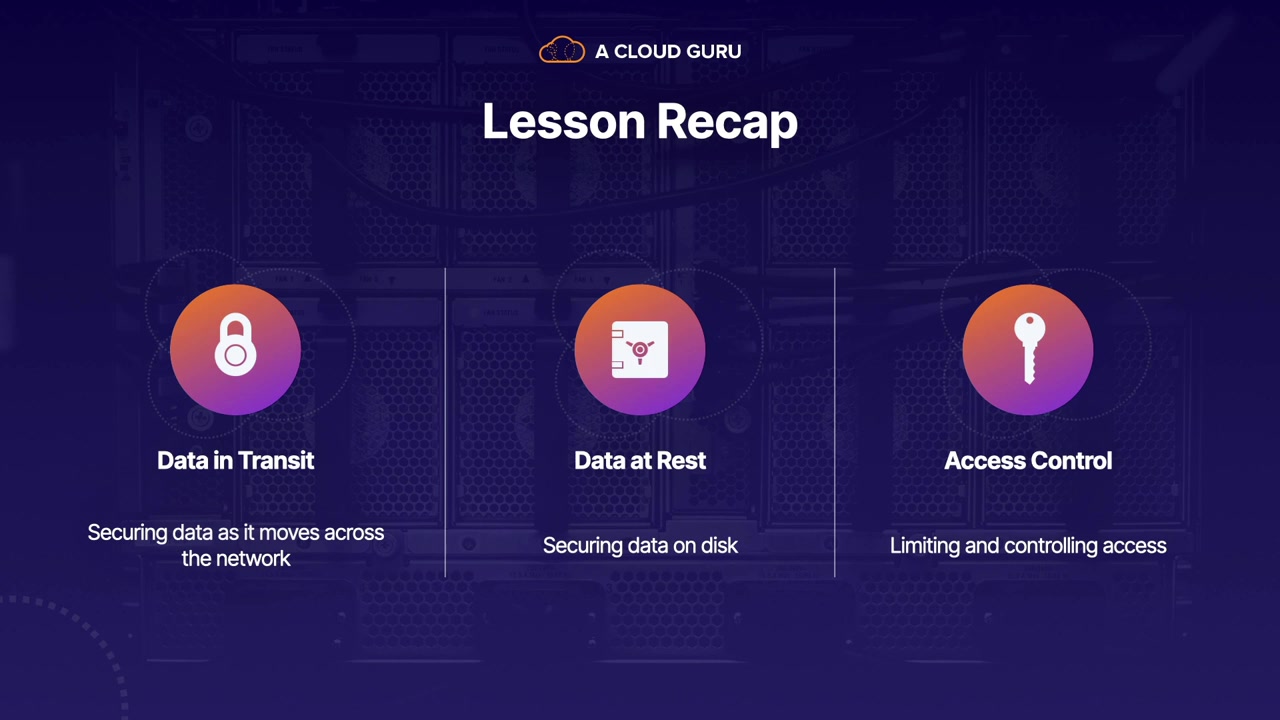 A CLOUD GURU
Lesson Recap
Data in Transit
Securing data as it moves across
the network
Data at Rest
Securing data on disk
Access Control
Limiting and controlling access